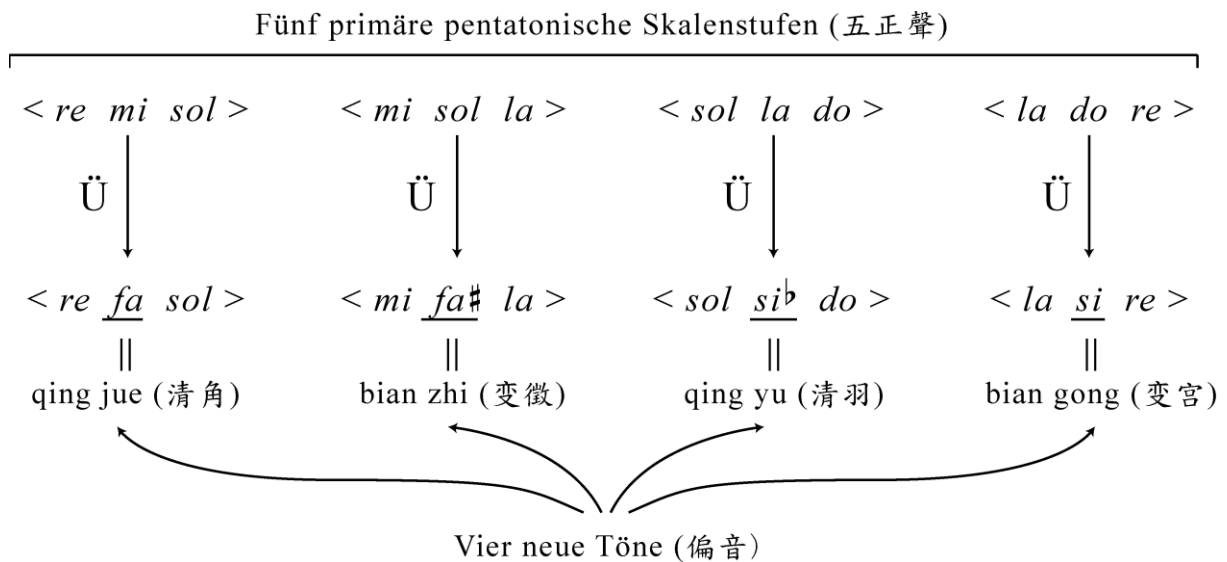 Fünf primäre pentatonische Skalenstufen (五正聲)
< re mi sol > < mi sol la > < sol la do > < la do re >
Ü Ü Ü Ü
< re fa sol > < mi fa♯ la > < sol si♭ do > < la si re >
|| || || ||
qing jue (清角) bian zhi (变徵) qing yu (清羽) bian gong (变宫)
Vier neue Töne (偏音)